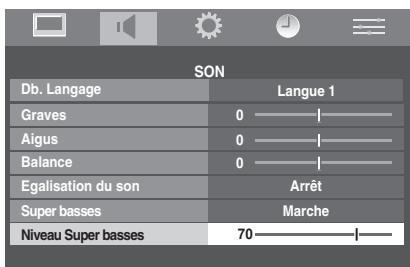 SON
Db. Langage Langue 1
Graves 0
Aigus 0
Balance 0
Egalisation du son Arrêt
Super basses Marche
Niveau Super basses 70